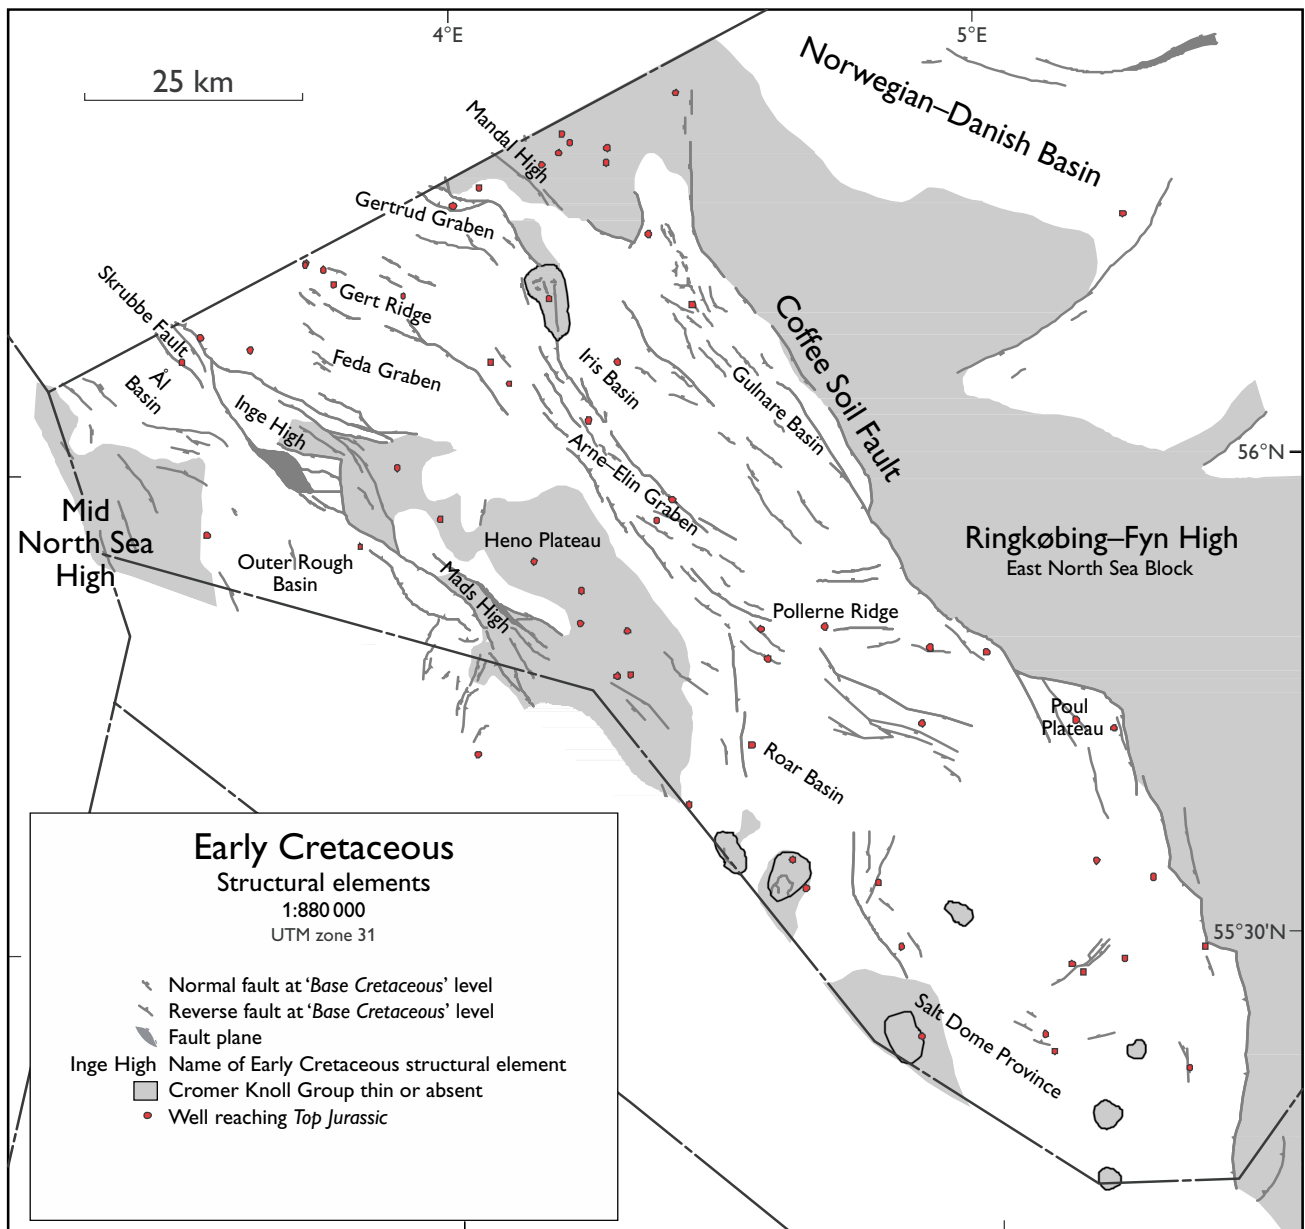 4°E
5°E
25 km
Norwegian–Danish Basin
Mandal High
Gertrud Graben
Skrubbe Fault
Gert Ridge
Coffee Soil Fault
Feda Graben
Iris Basin
Ål
Basin
Gulnare Basin
Inge High
Arne–Elin Graben
56°N
Mid
North Sea
High
Heno Plateau
Ringkøbing–Fyn High
East North Sea Block
Outer Rough
Basin
Mads High
Pollerne Ridge
Poul
Plateau
Roar Basin
Early Cretaceous
Structural elements
1:880 000
UTM zone 31
55°30'N
Normal fault at ‘Base Cretaceous’ level
Reverse fault at ‘Base Cretaceous’ level
Fault plane
Inge High Name of Early Cretaceous structural element
Cromer Knoll Group thin or absent
Well reaching Top Jurassic
Salt Dome Province